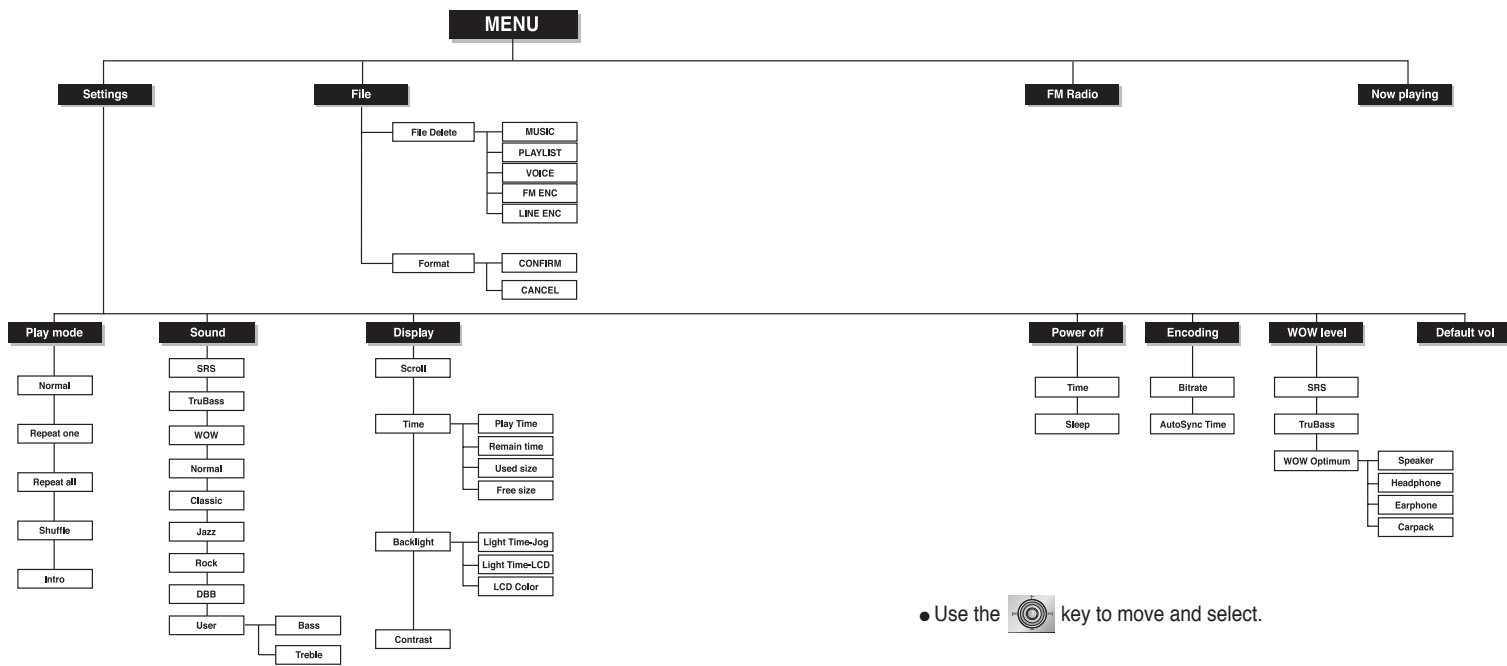 MENU
Settings
File
FM Radio
Now playing
File Delete
MUSIC
PLAYLIST
VOICE
FM ENC
LINE ENC
Format
CONFIRM
CANCEL
Play mode
Normal
Repeat one
Repeat all
Shuffle
Intro
Sound
SRS
TruBass
WOW
Normal
Classic
Jazz
Rock
DBB
User
Bass
Treble
Display
Scroll
Time
Play Time
Remain time
Used size
Free size
Backlight
Light Time-Jog
Light Time-LCD
LCD Color
Contrast
Power off
Time
Sleep
Encoding
Bitrate
AutoSync Time
WOW level
SRS
TruBass
WOW Optimum
Speaker
Headphone
Earphone
Carpack
Default vol
● Use the key to move and select.